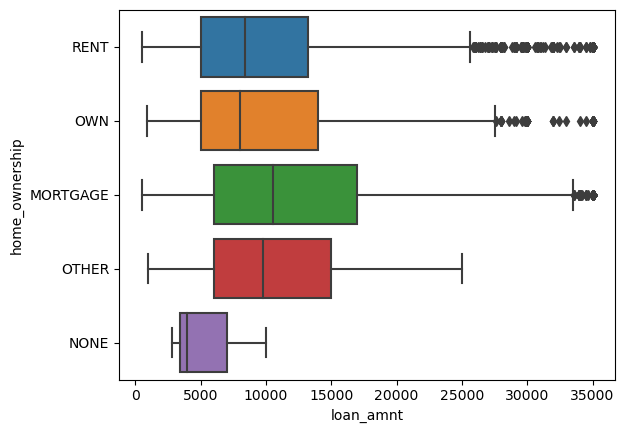 RENT
OWN
MORTGAGE
OTHER
NONE
home_ownership
0 5000 10000 15000 20000 25000 30000 35000
loan_amnt